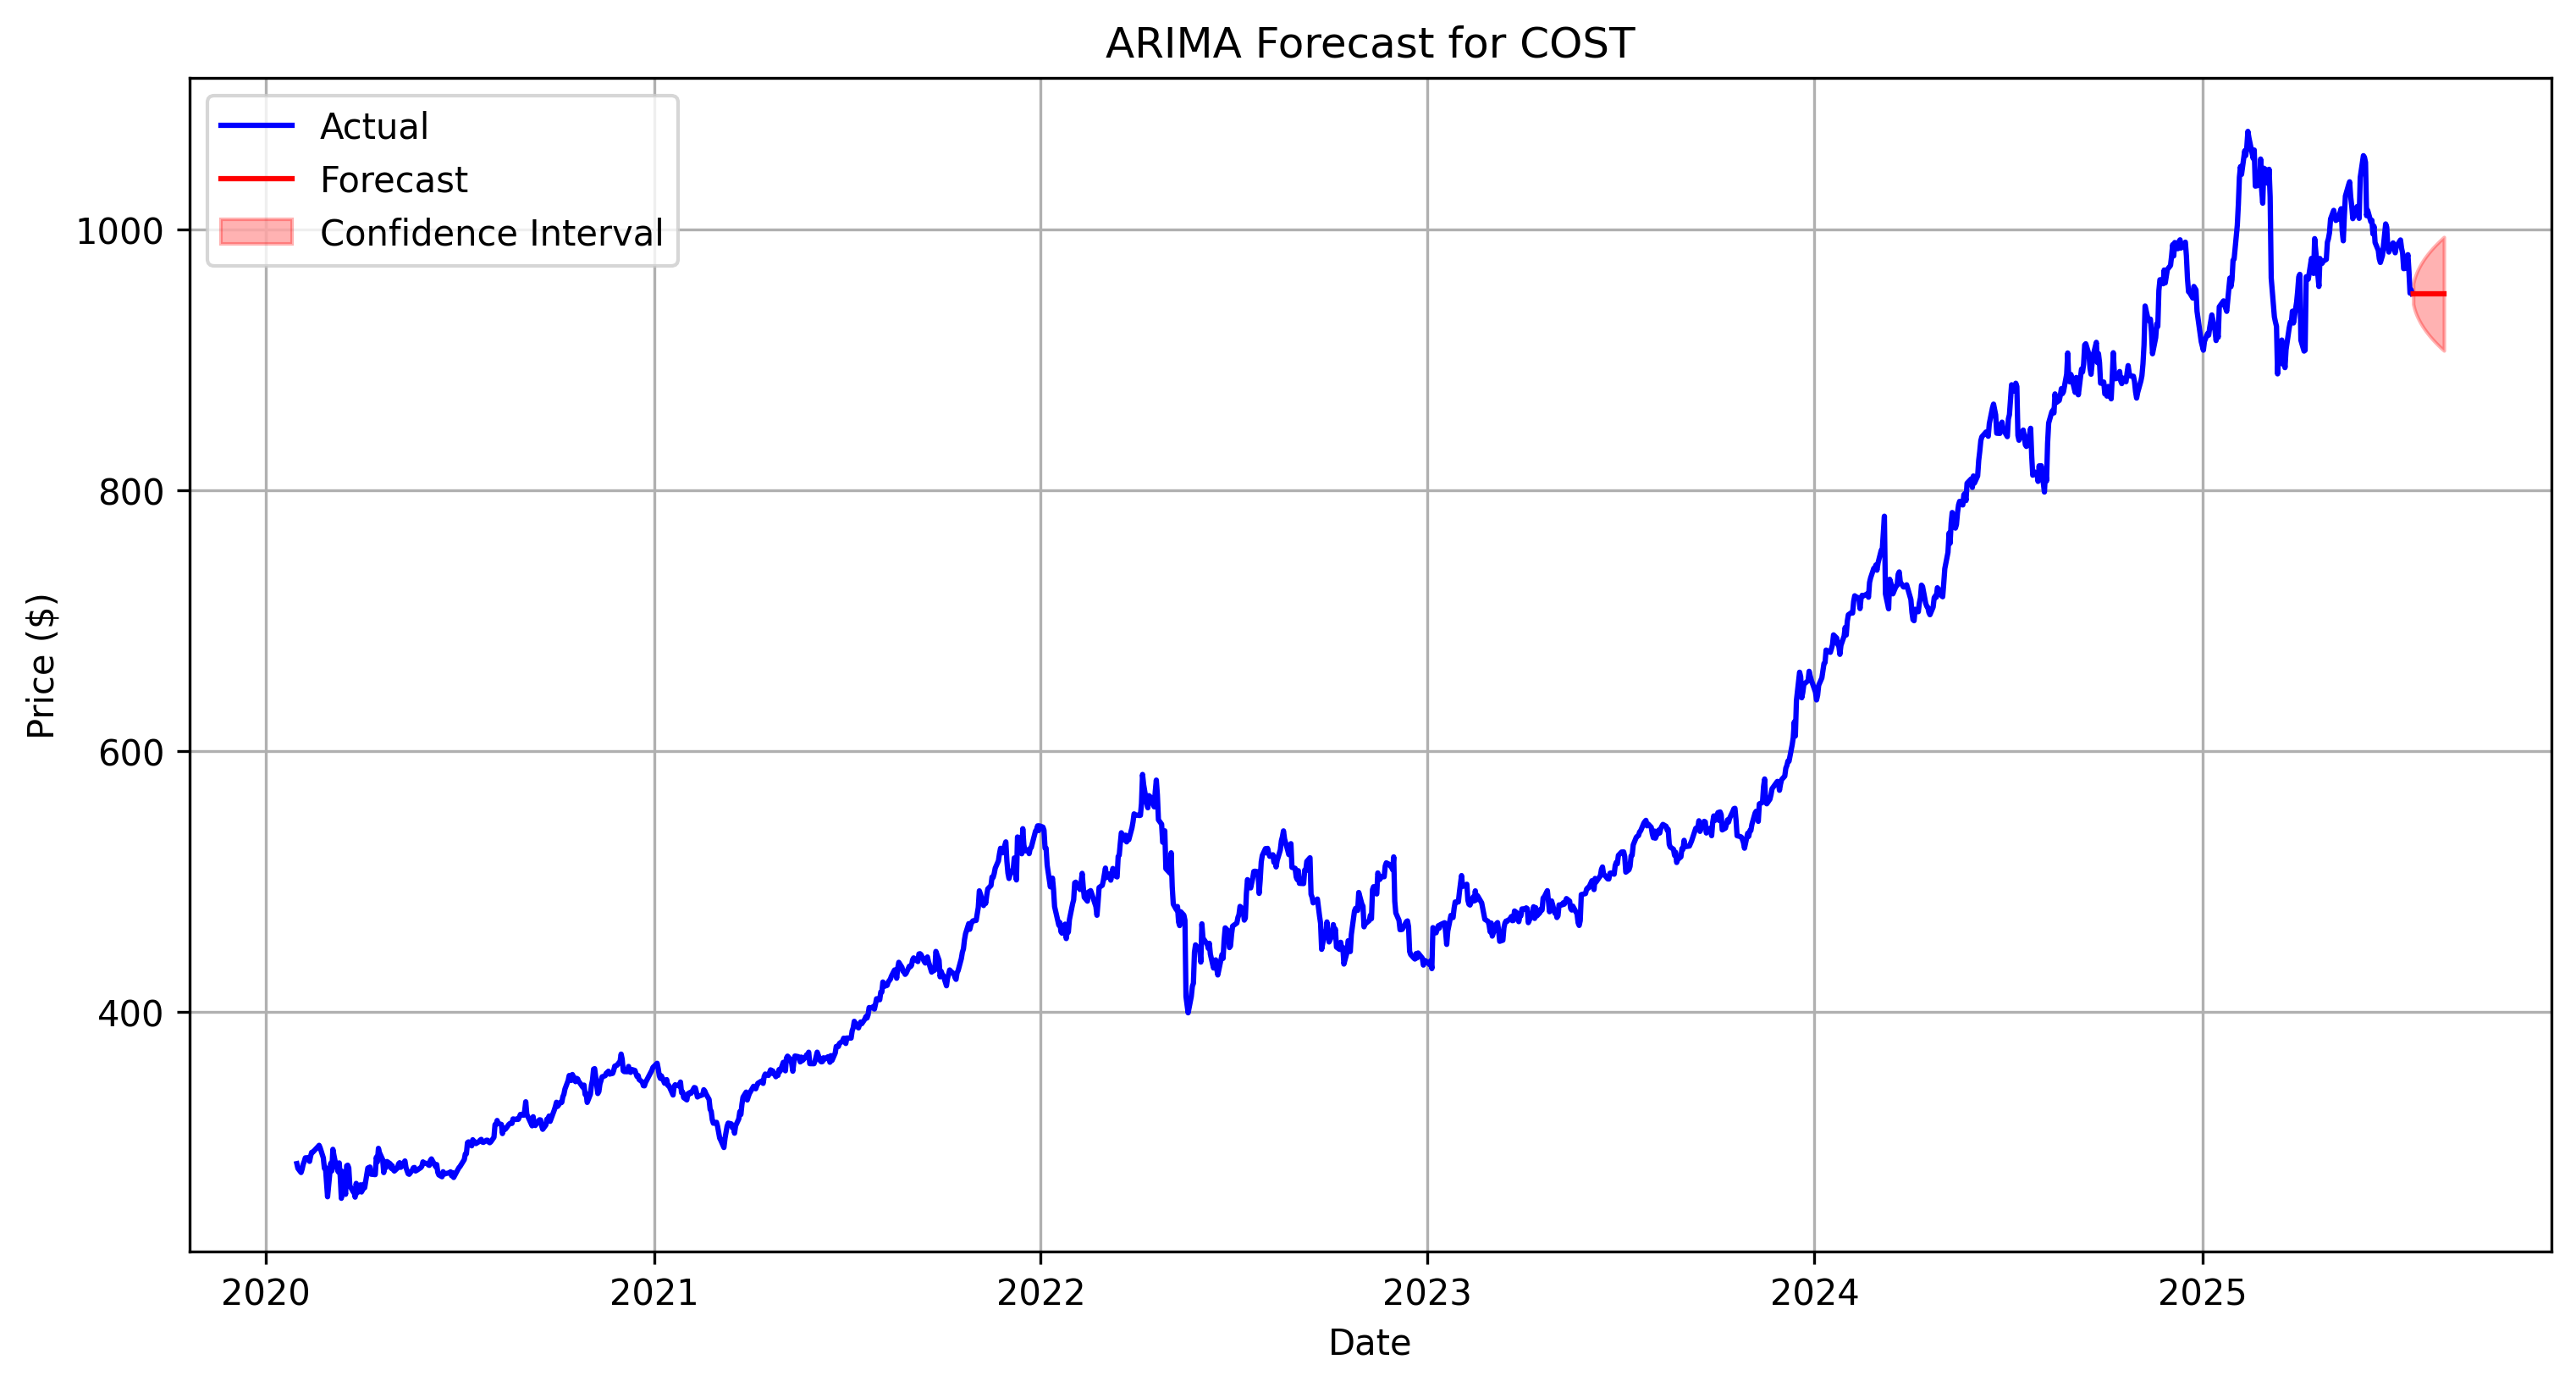 ARIMA Forecast for COST
Actual
Forecast
Confidence Interval
1000
800
600
400
Price ($)
2020 2021 2022 2023 2024 2025
Date